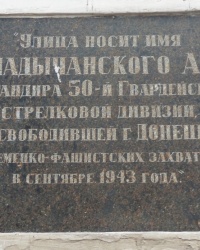 "Улица носит имя
ладычанского А
андира 50-й Гвардейс
стрелковой дивизии,
свободившей г. Донец
емецко-фашистских захват
в сентябре 1943 года."